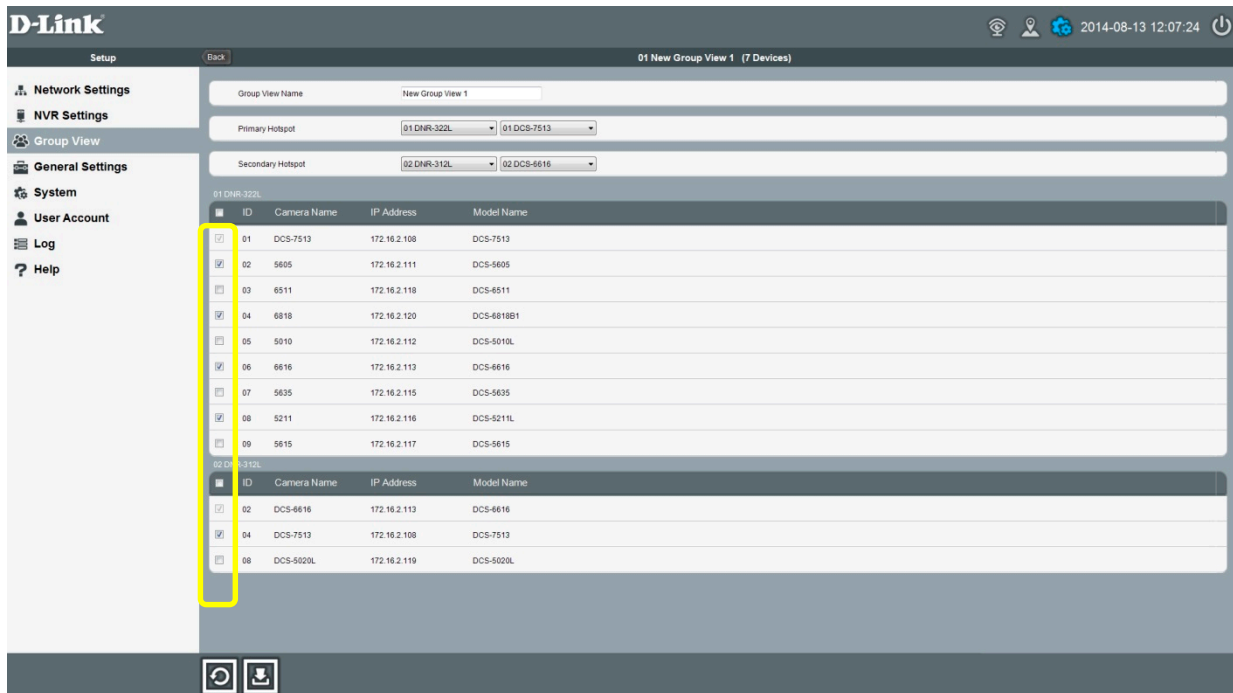 D-Link
2014-08-13 12:07:24
Setup
Back
01 New Group View 1 (7 Devices)
Network Settings
NVR Settings
Group View
General Settings
System
User Account
Log
Help
Group View Name New Group View 1
Primary Hotspot 01 DNR-322L 01 DCS-7513
Secondary Hotspot 02 DNR-312L 02 DCS-6616
01 DNR-322L
ID Camera Name IP Address Model Name
01 DCS-7513 172.16.2.108 DCS-7513
02 5605 172.16.2.111 DCS-5605
03 6511 172.16.2.118 DCS-6511
04 6818 172.16.2.120 DCS-6818B1
05 5010 172.16.2.112 DCS-5010L
06 6616 172.16.2.113 DCS-6616
07 5635 172.16.2.115 DCS-5635
08 5211 172.16.2.116 DCS-5211L
09 5615 172.16.2.117 DCS-5615
02 DNR-312L
ID Camera Name IP Address Model Name
02 DCS-6616 172.16.2.113 DCS-6616
04 DCS-7513 172.16.2.108 DCS-7513
08 DCS-5020L 172.16.2.119 DCS-5020L